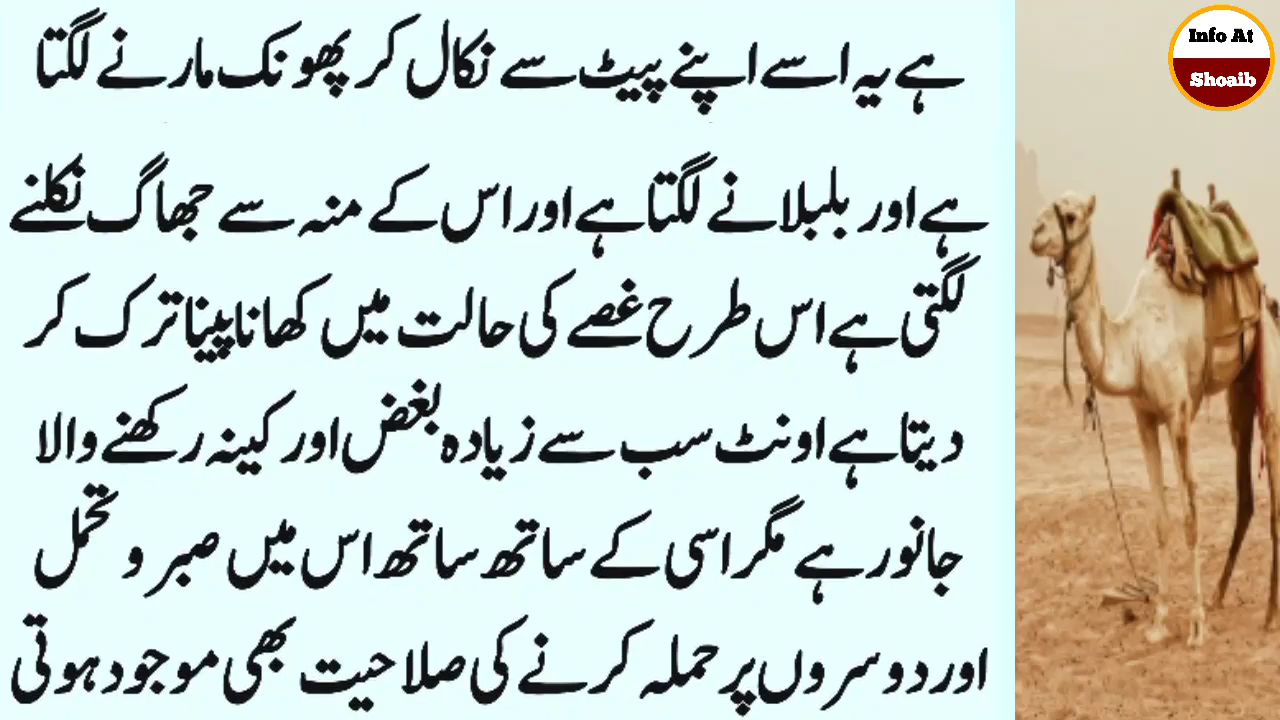 ہے یہ اسے اپنے پیٹ سے نکال کر پھونک مارنے لگتا
ہے اور بلبلانے لگتا ہے اور اس کے منہ سے جھاگ نکلنے
لگتی ہے اس طرح غصے کی حالت میں کھانا پینا ترک کر
دیتا ہے اونٹ سب سے زیادہ بغض اور کینہ رکھنے والا
جانور ہے مگر اسی کے ساتھ ساتھ اس میں صبر و تحمل
اور دوسروں پر حملہ کرنے کی صلاحیت بھی موجود ہوتی
Info At
Shoaib